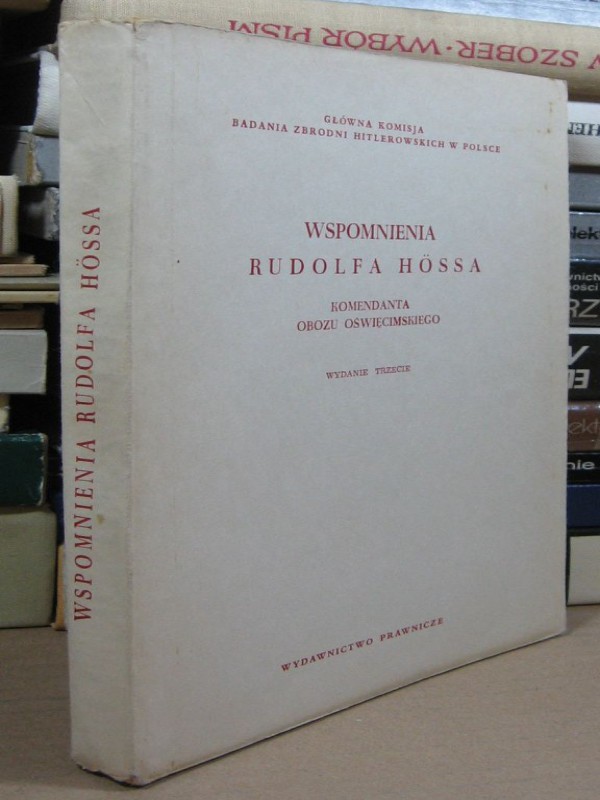 SZOBER · WYBÓR PISM
GŁÓWNA KOMISJA
BADANIA ZBRODNI HITLEROWSKICH W POLSCE
WSPOMNIENIA
RUDOLFA HÖSSA
KOMENDANTA
OBOZU OŚWIĘCIMSKIEGO
WYDANIE TRZECIE
WYDAWNICTWO PRAWNICZE
WSPOMNIENIA RUDOLFA HÖSSA